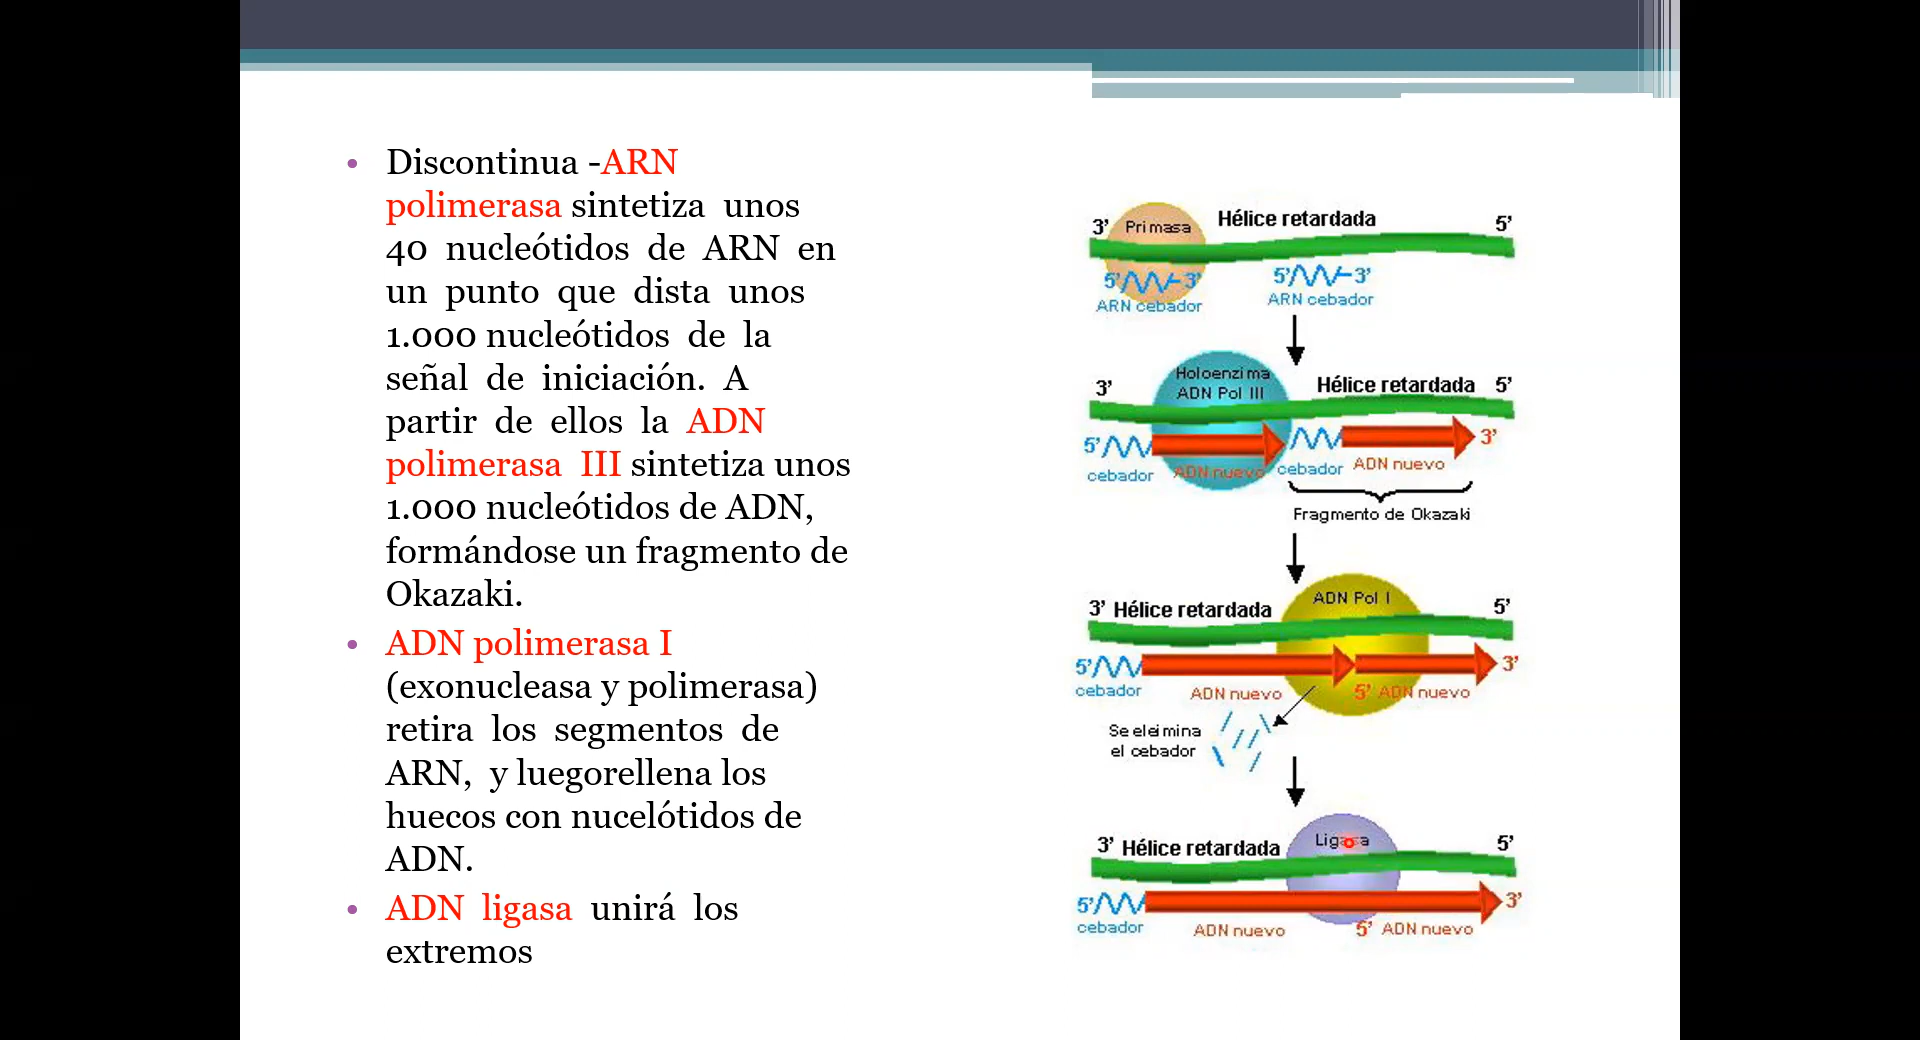 Discontinua -ARN
polimerasa sintetiza unos
40 nucleótidos de ARN en
un punto que dista unos
1.000 nucleótidos de la
señal de iniciación. A
partir de ellos la ADN
polimerasa III sintetiza unos
1.000 nucleótidos de ADN,
formándose un fragmento de
Okazaki.
ADN polimerasa I
(exonucleasa y polimerasa)
retira los segmentos de
ARN, y luegorellena los
huecos con nucelótidos de
ADN.
ADN ligasa unirá los
extremos
3’ Primasa Hélice retardada 5’
5’ 3’ 5’ 3’
ARN cebador ARN cebador
Holoenzima
3’ ADN Pol III Hélice retardada 5’
5’ 3’
cebador ADN nuevo cebador ADN nuevo
Fragmento de Okazaki
ADN Pol I
3’ Hélice retardada 5’
5’ 3’
cebador ADN nuevo 5’ ADN nuevo
Se eleimina
el cebador
3’ Hélice retardada Ligasa 5’
5’ 3’
cebador ADN nuevo 5’ ADN nuevo